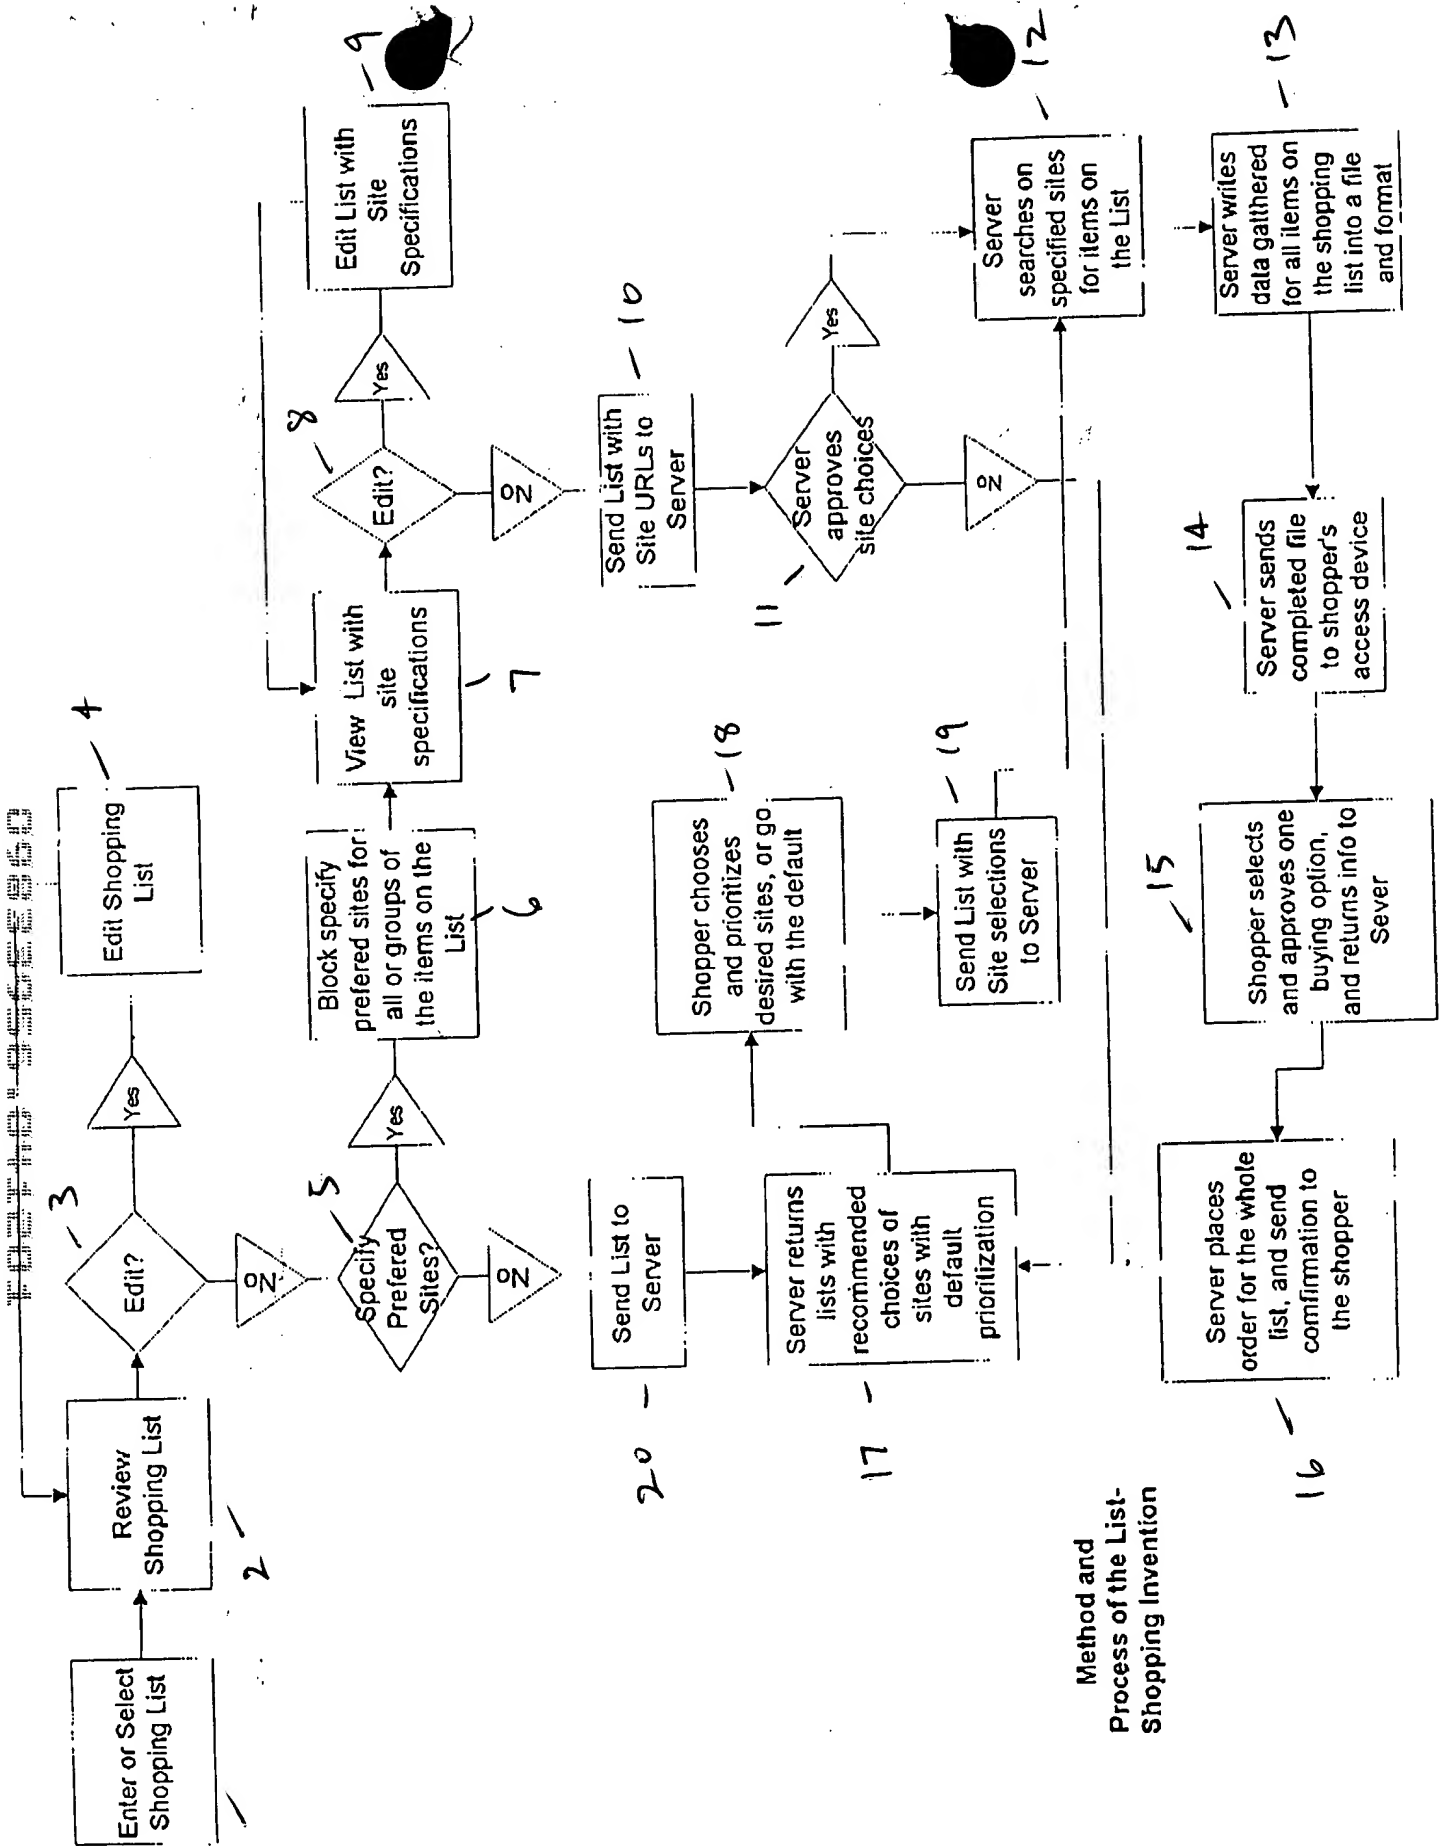 Enter or Select
Shopping List
Review
Shopping List
2
Edit?
3
Yes
Edit Shopping
List
4
No
Specify
Prefered
Sites?
5
Yes
Block specify
prefered sites for
all or groups of
the items on the
List
6
View List with
site
specifications
7
Edit?
8
Yes
Edit List with
Site
Specifications
9
No
Send List with
Site URLs to
Server
10
Server
approves
site choices
11
Yes
Server
searches on
specified sites
for items on
the List
12
No
No
Send List to
Server
20
Server returns
lists with
recommended
choices of
sites with
default
prioritization
17
Shopper chooses
and prioritizes
desired sites, or go
with the default
18
Send List with
Site selections
to Server
19
Server writes
data gatthered
for all items on
the shopping
list into a file
and format
13
Server sends
completed file
to shopper's
access device
14
Shopper selects
and approves one
buying option,
and returns info to
Sever
15
Server places
order for the whole
list, and send
comfirmation to
the shopper
16
Method and
Process of the List-
Shopping Invention